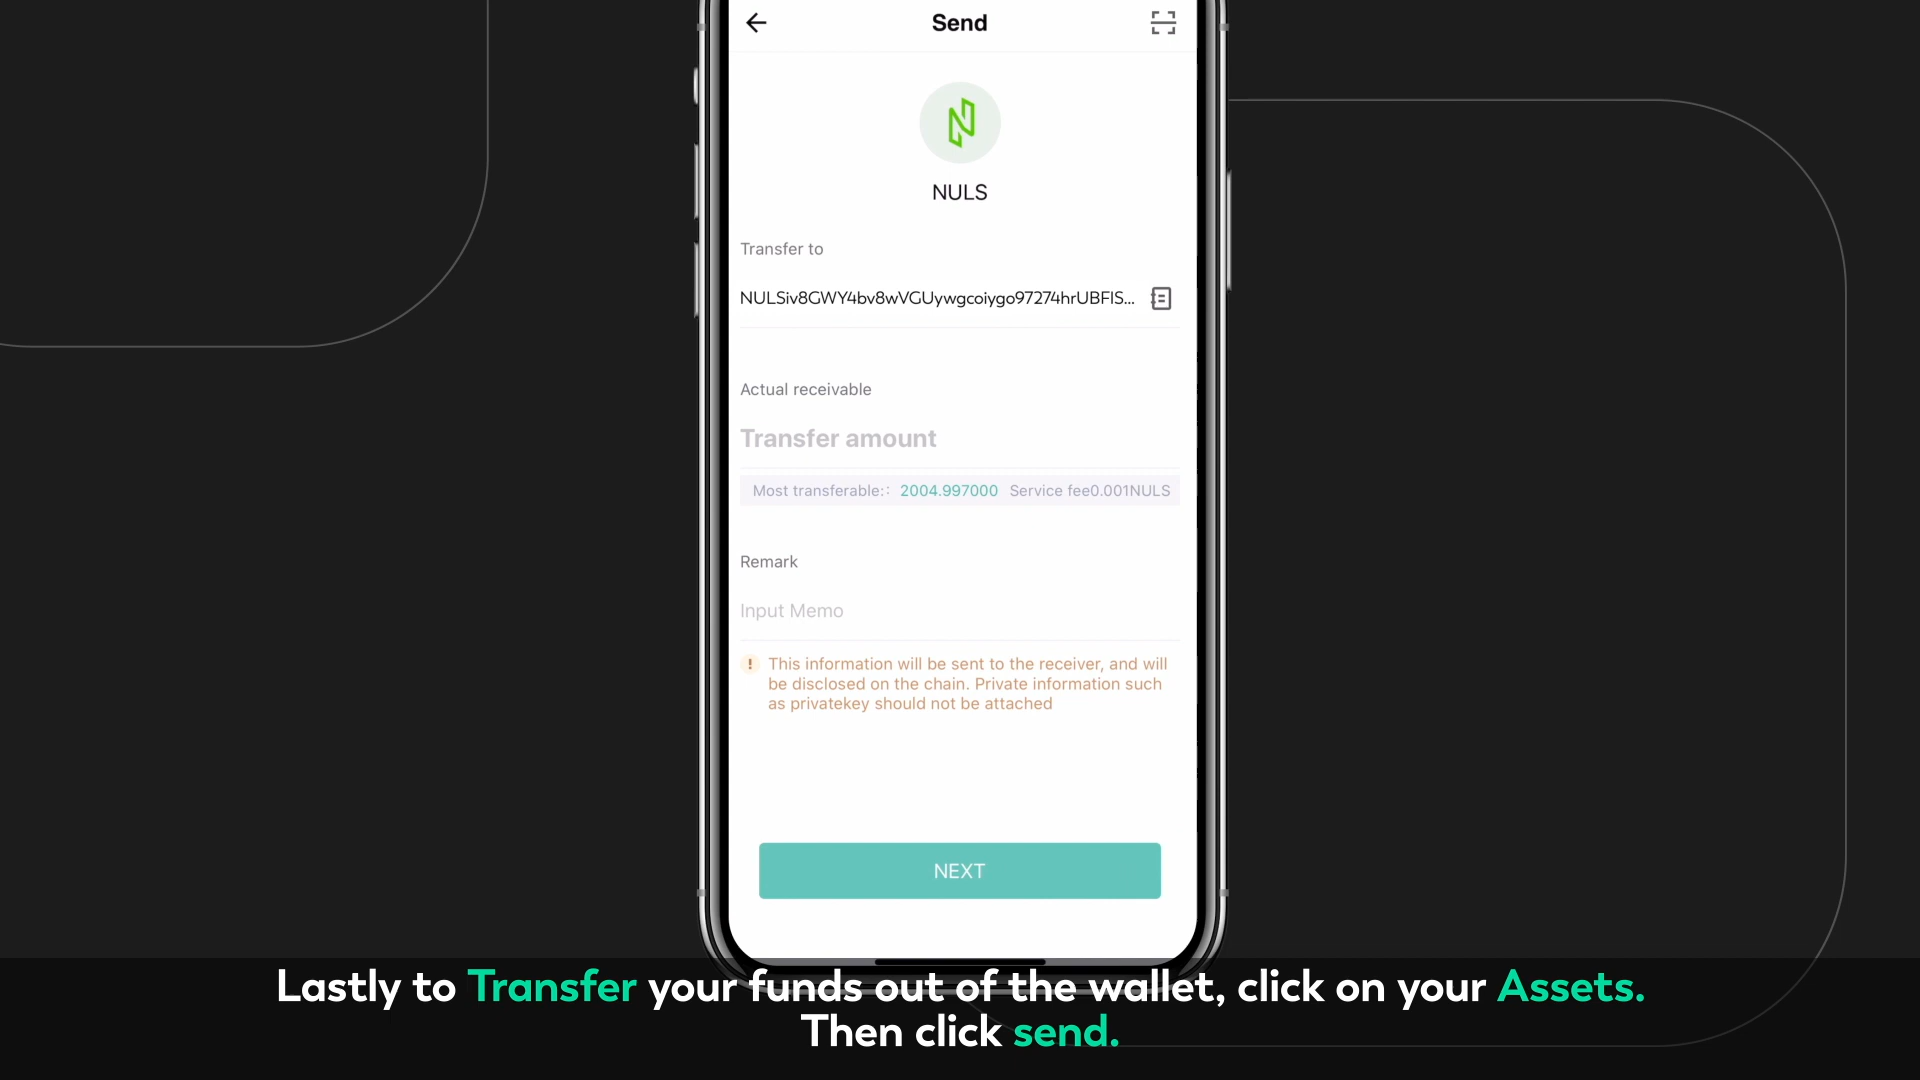 Send
NULS
Transfer to
NULSiv8GWY4bv8wVGUywgcoiygo97274hrUBFIS...
Actual receivable
Transfer amount
Most transferable:: 2004.997000 Service fee0.001NULS
Remark
Input Memo
! This information will be sent to the receiver, and will
be disclosed on the chain. Private information such
as privatekey should not be attached
NEXT
Lastly to Transfer your funds out of the wallet, click on your Assets.
Then click send.